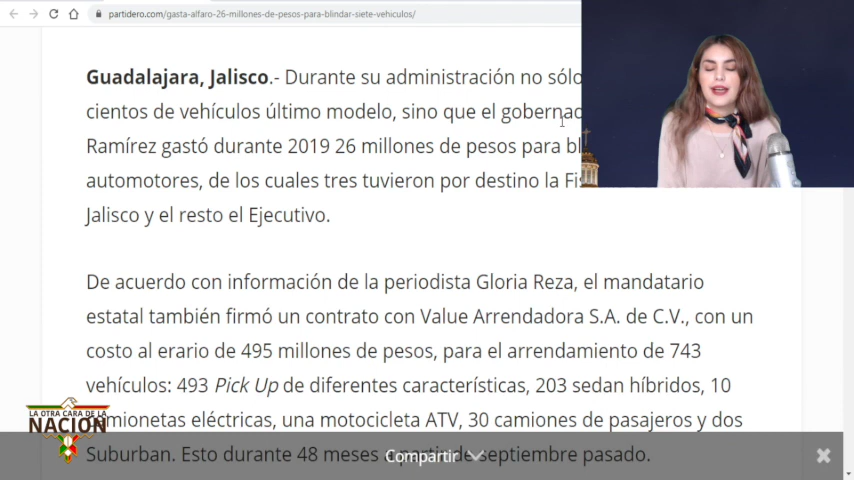 partidero.com/gasta-alfaro-26-millones-de-pesos-para-blindar-siete-vehiculos/
Guadalajara, Jalisco.- Durante su administración no sólo
cientos de vehículos último modelo, sino que el gobernad
Ramírez gastó durante 2019 26 millones de pesos para bl
automotores, de los cuales tres tuvieron por destino la Fis
Jalisco y el resto el Ejecutivo.
De acuerdo con información de la periodista Gloria Reza, el mandatario
estatal también firmó un contrato con Value Arrendadora S.A. de C.V., con un
costo al erario de 495 millones de pesos, para el arrendamiento de 743
vehículos: 493 Pick Up de diferentes características, 203 sedan híbridos, 10
camionetas eléctricas, una motocicleta ATV, 30 camiones de pasajeros y dos
Suburban. Esto durante 48 meses a partir de septiembre pasado.
LA OTRA CARA DE LA
NACIÓN
Compartir